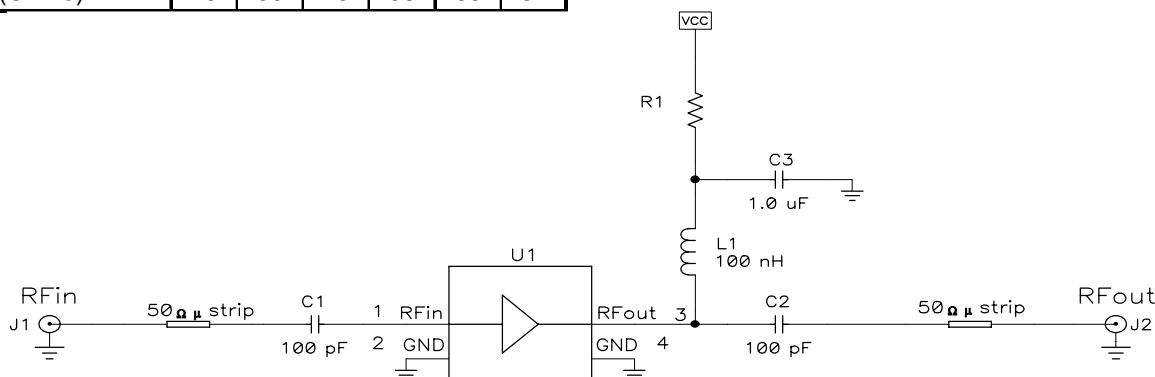 VCC
R1
C3
1.0 uF
L1
100 nH
U1
RFin
J1
50Ω μ strip
C1
100 pF
1 RFin
2 GND
RFout 3
GND 4
C2
100 pF
50Ω μ strip
RFout
J2